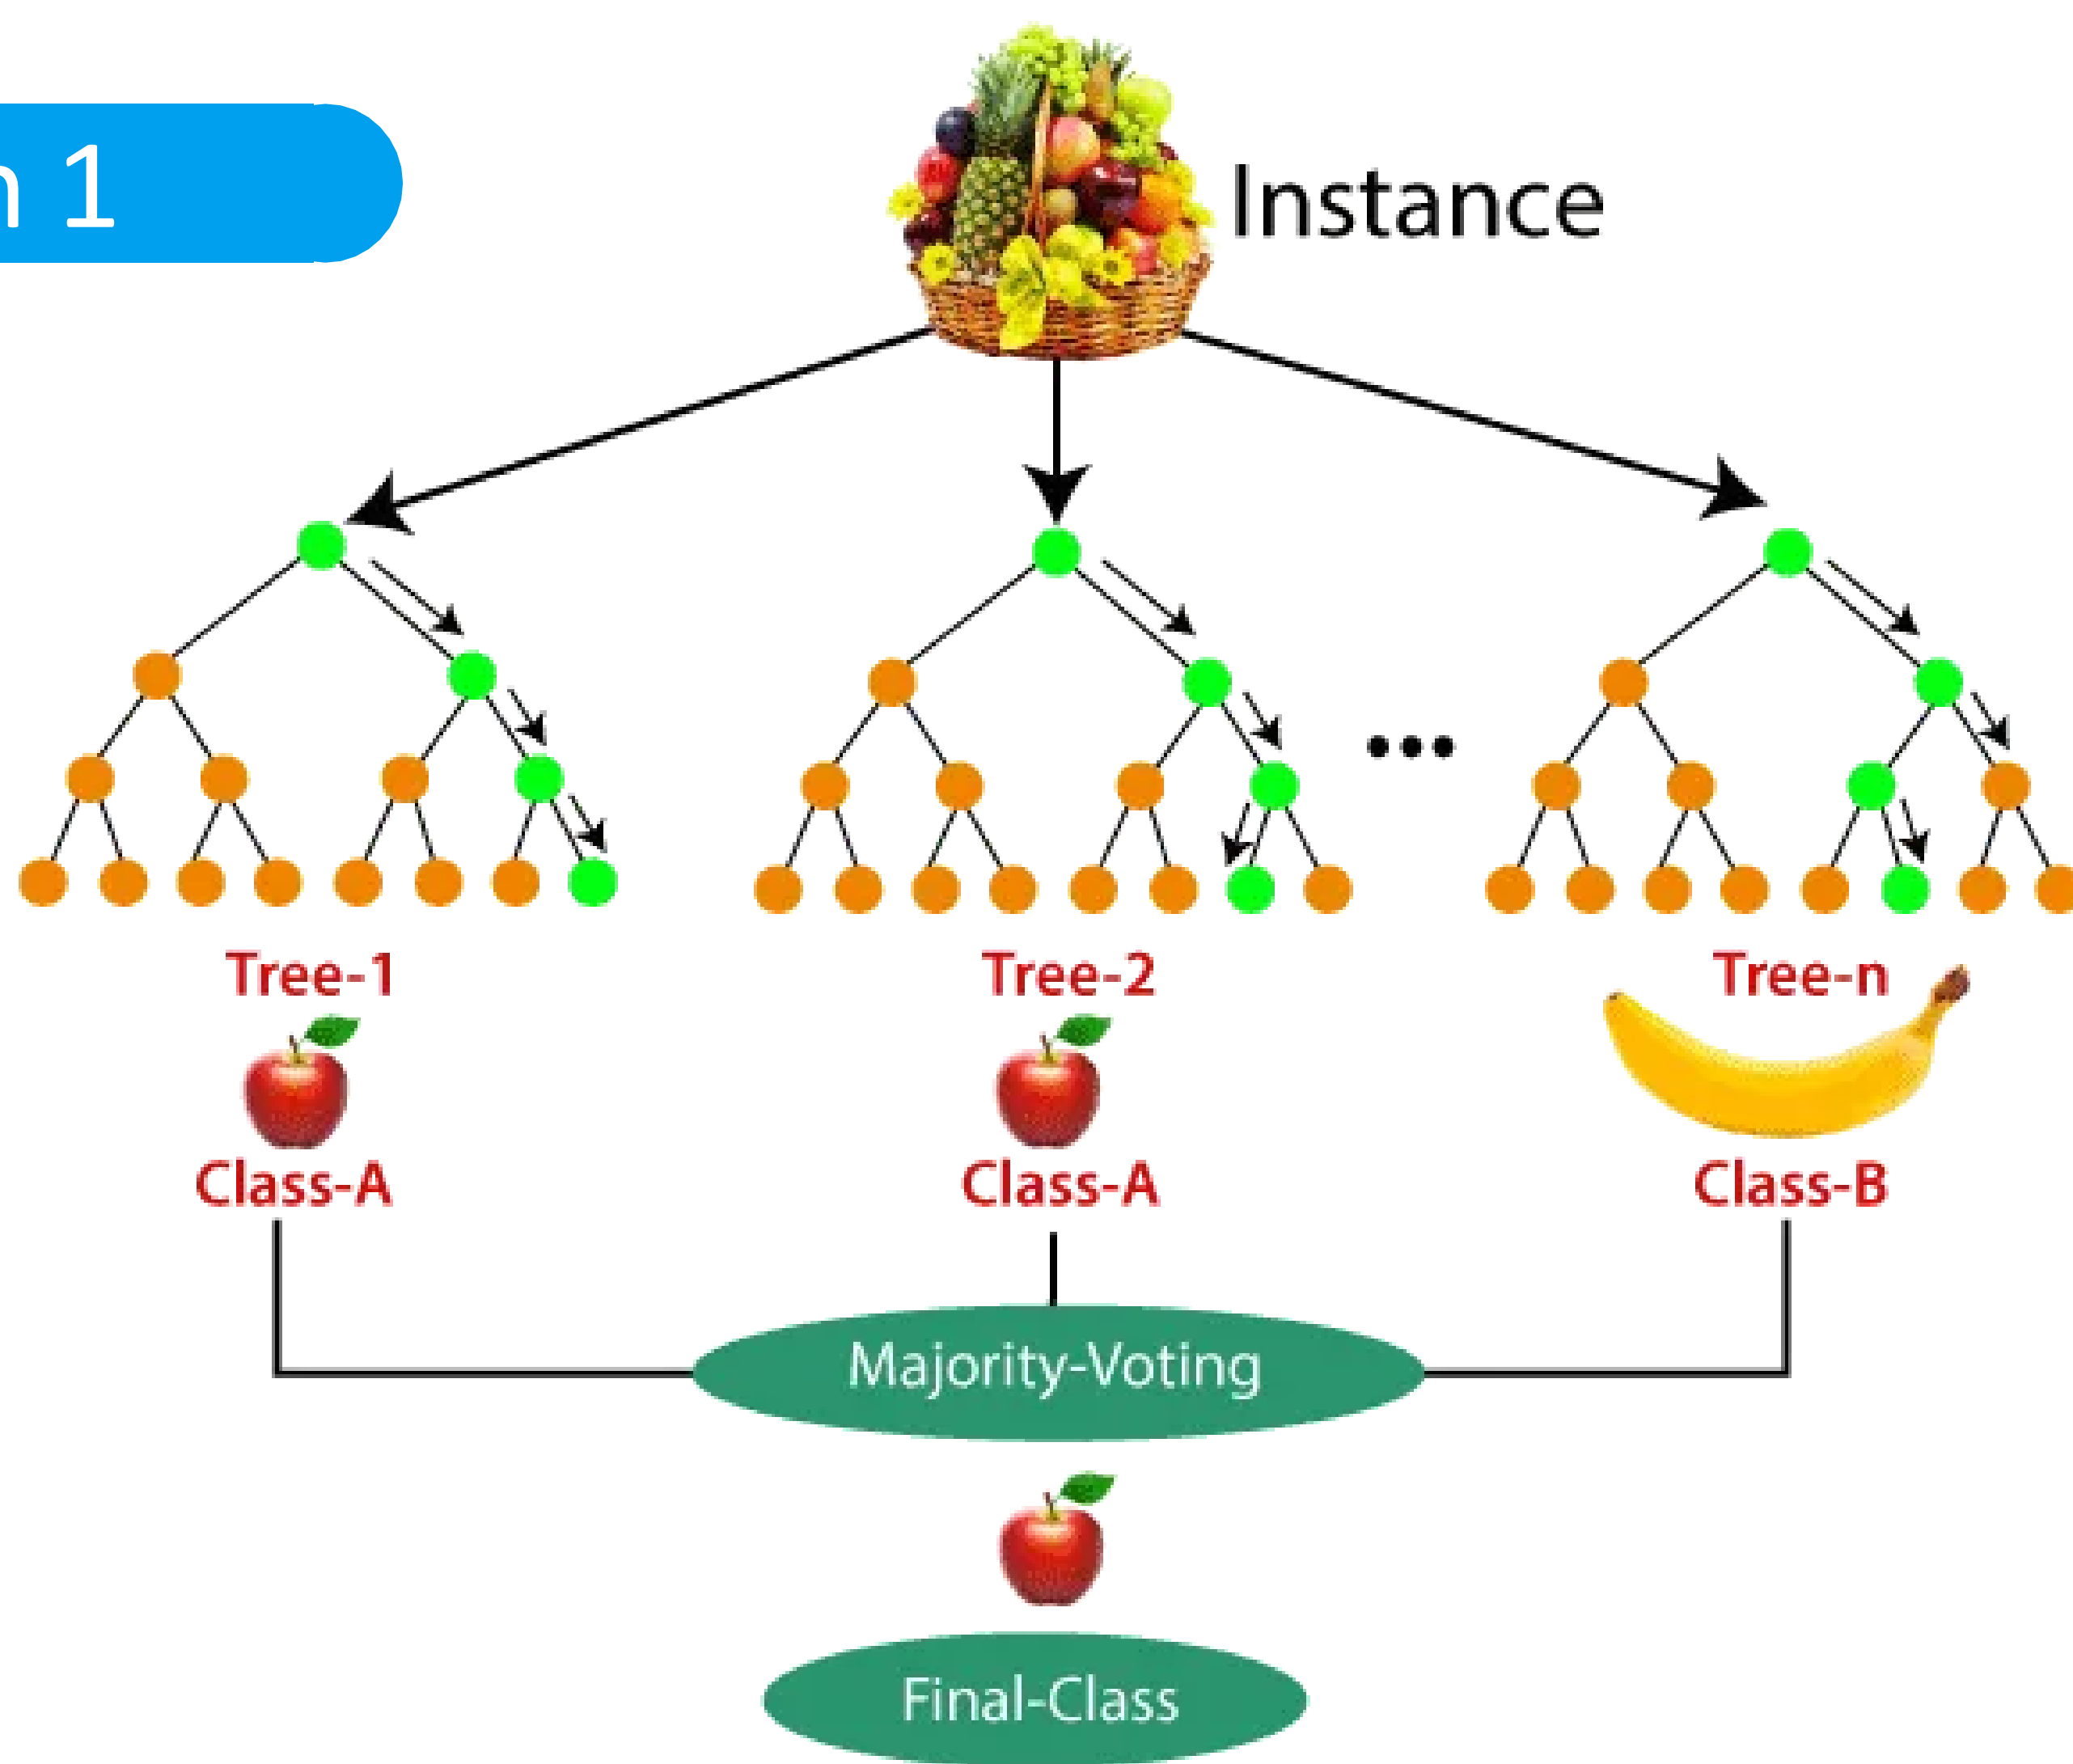 1
Instance
Tree-1
Tree-2
Tree-n
Class-A
Class-A
Class-B
Majority-Voting
Final-Class